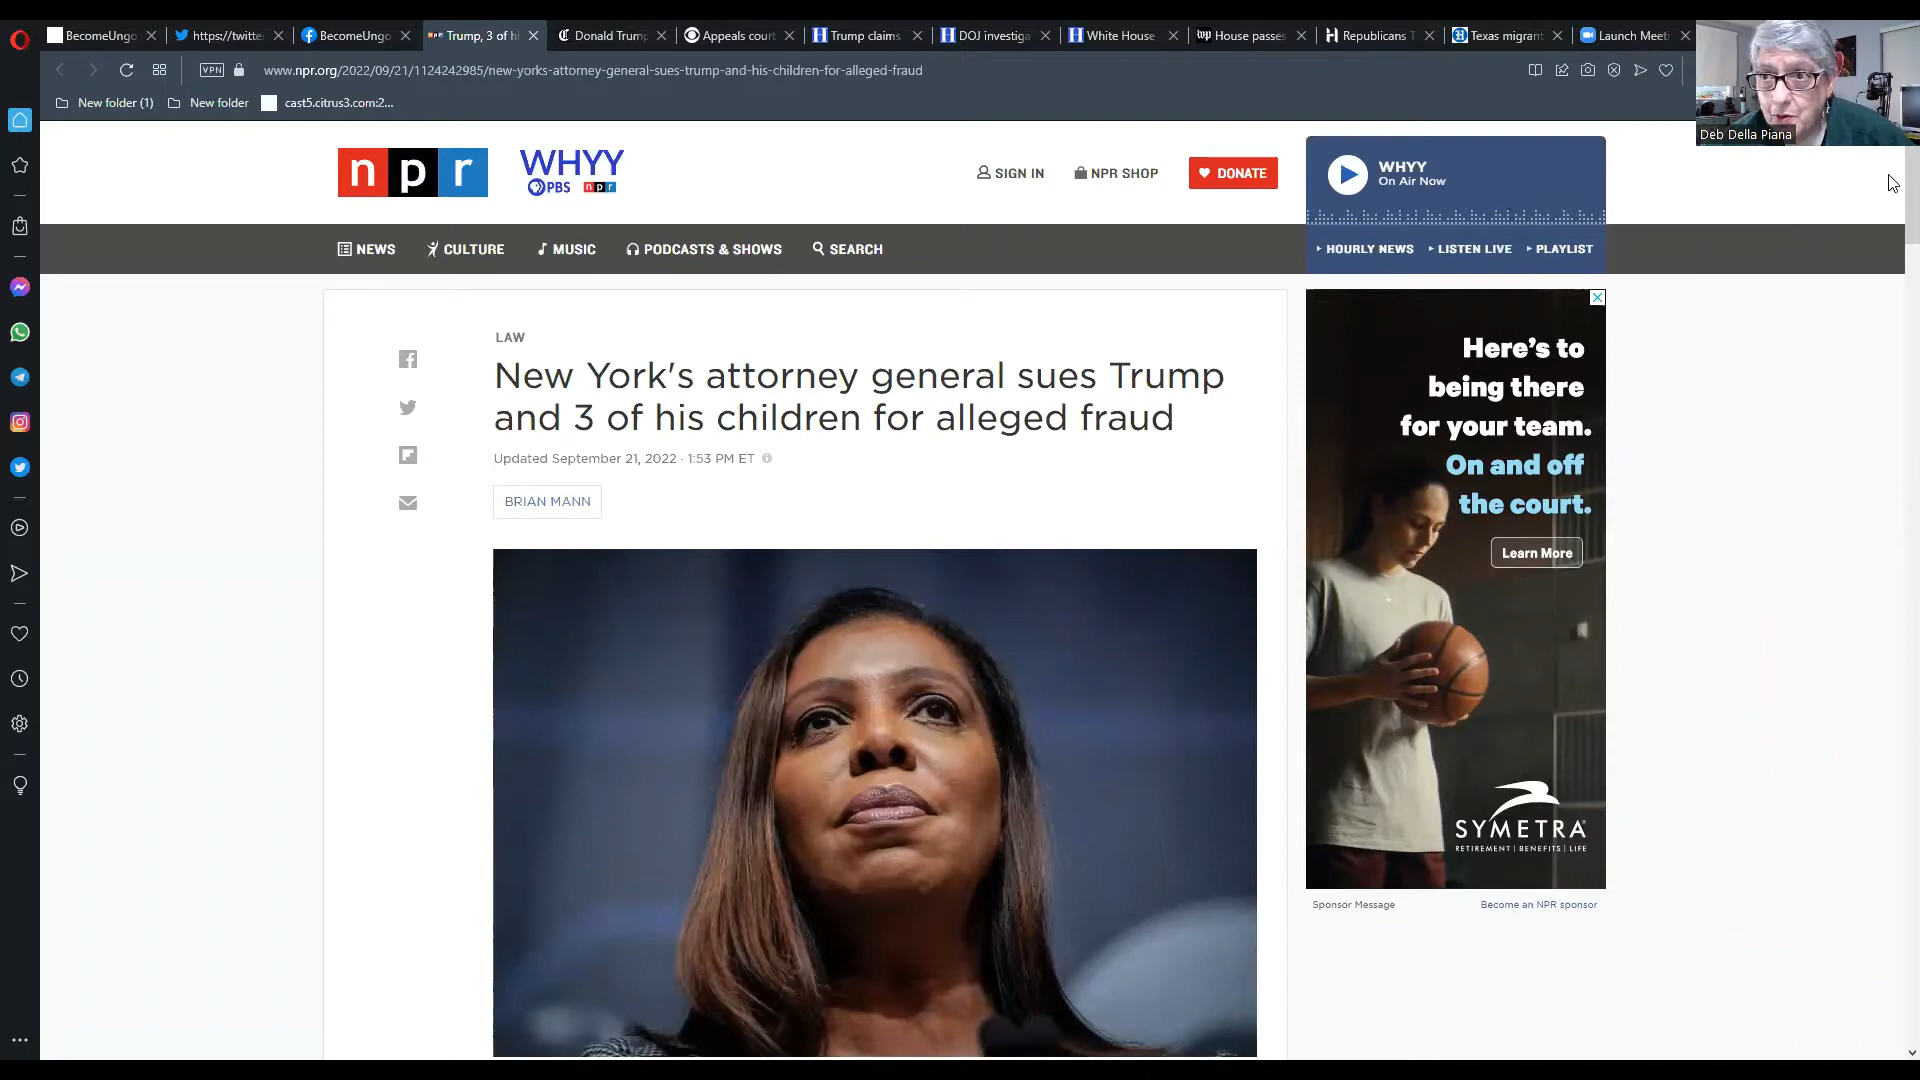 BecomeUngo
https://twitte
BecomeUngo
Trump, 3 of hi
Donald Trump
Appeals court
Trump claims
DOJ investiga
White House
House passes
Republicans T
Texas migrant
Launch Meeti
VPN
www.npr.org/2022/09/21/1124242985/new-yorks-attorney-general-sues-trump-and-his-children-for-alleged-fraud
New folder (1)
New folder
cast5.citrus3.com:2...
Deb Della Piana
npr
WHYY
PBS
npr
SIGN IN
NPR SHOP
DONATE
WHYY
On Air Now
NEWS
CULTURE
MUSIC
PODCASTS & SHOWS
SEARCH
HOURLY NEWS
LISTEN LIVE
PLAYLIST
LAW
New York's attorney general sues Trump
and 3 of his children for alleged fraud
Updated September 21, 2022 · 1:53 PM ET
BRIAN MANN
Here's to
being there
for your team.
On and off
the court.
Learn More
SYMETRA
RETIREMENT | BENEFITS | LIFE
Sponsor Message
Become an NPR sponsor